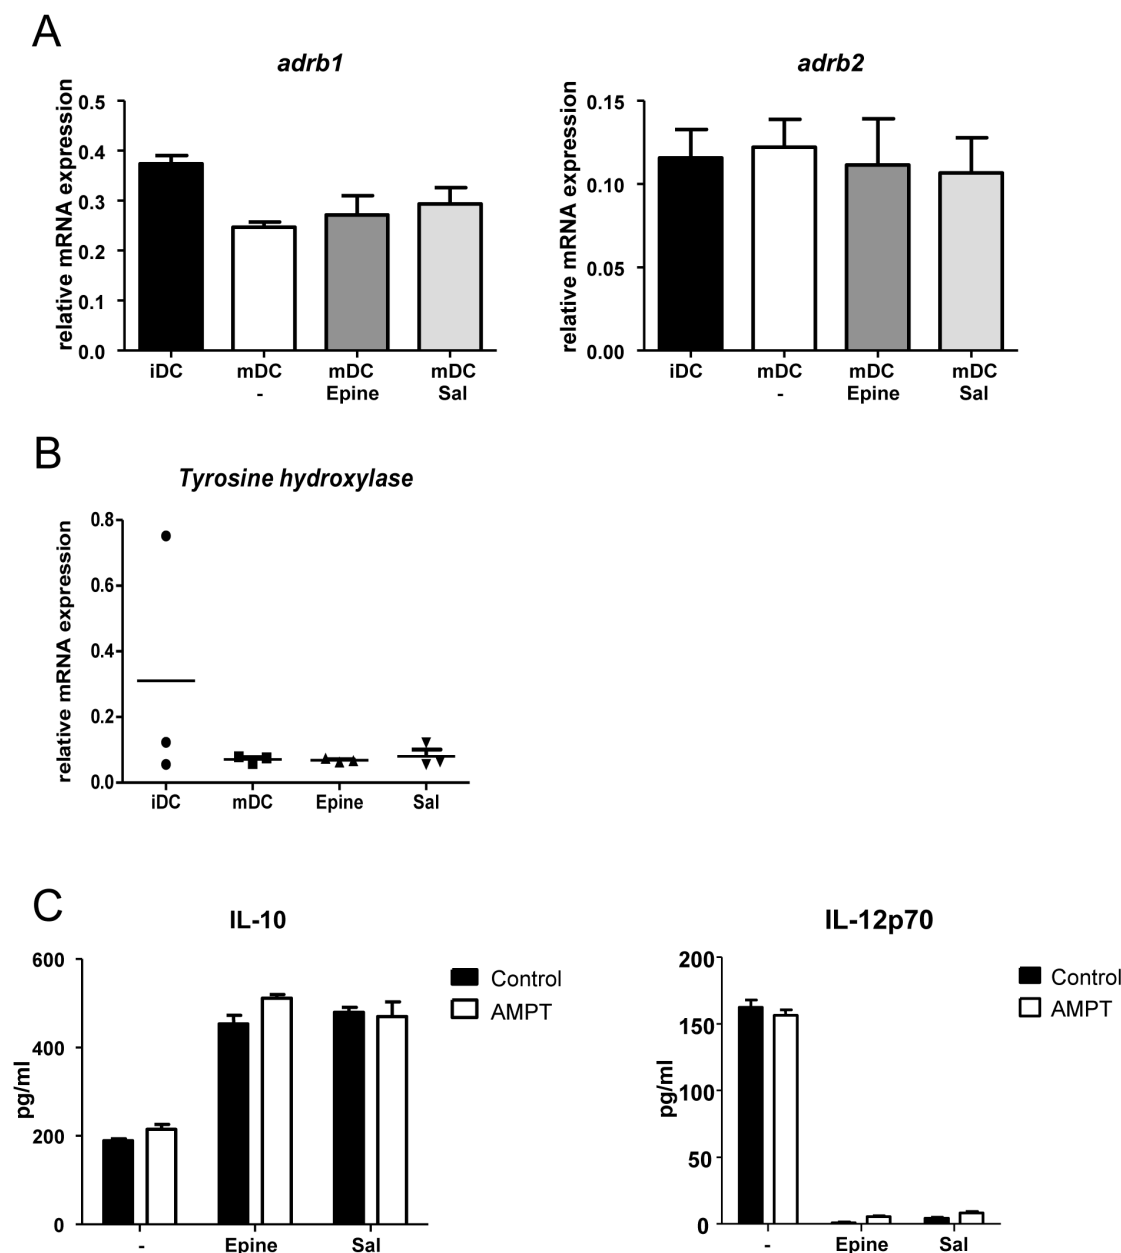 A
adrb1
relative mRNA expression
0.5
0.4
0.3
0.2
0.1
0.0
iDC mDC mDC mDC
- Epine Sal
adrb2
relative mRNA expression
0.15
0.10
0.05
0.00
iDC mDC mDC mDC
- Epine Sal
B
Tyrosine hydroxylase
relative mRNA expression
0.8
0.6
0.4
0.2
0.0
iDC mDC Epine Sal
C
IL-10
pg/ml
600
400
200
0
- Epine Sal
Control
AMPT
IL-12p70
pg/ml
200
150
100
50
0
- Epine Sal
Control
AMPT